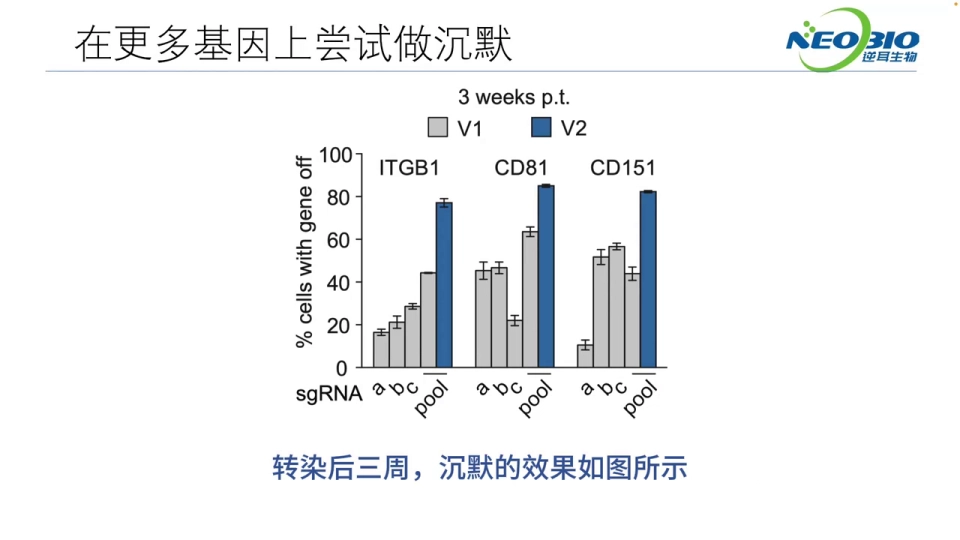 在更多基因上尝试做沉默
NEOBIO
逆耳生物
3 weeks p.t.
V1 V2
% cells with gene off
100
80
60
40
20
0
ITGB1 CD81 CD151
sgRNA a b c pool a b c pool a b c pool
转染后三周，沉默的效果如图所示